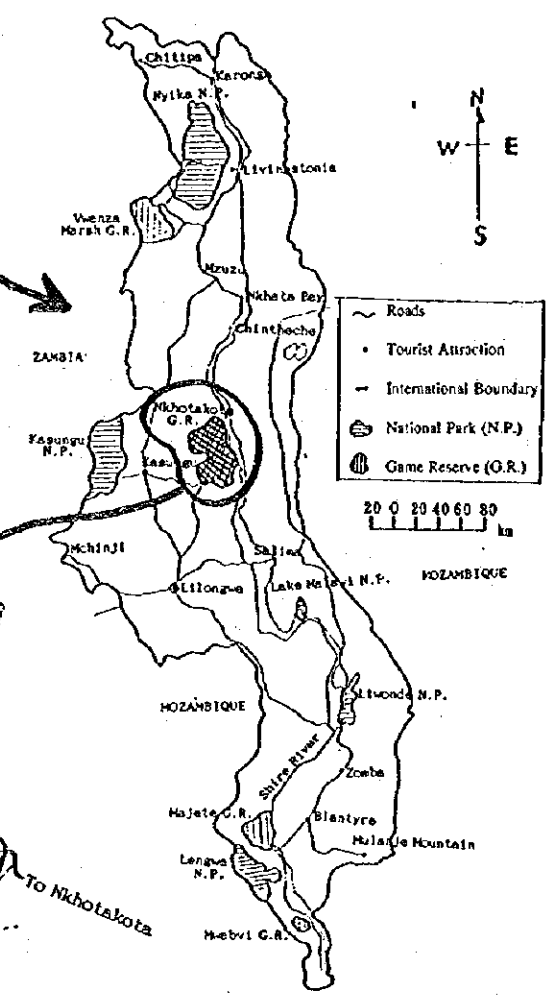 Chitipa
Karonga
Nyika N.P.
Livingstonia
Vwenza
Marsh G.R.
Mzuzu
Nkhata Bay
Chintheche
ZAMBIA
Nkhotakota
G.R.
Kasungu
N.P.
Kasungu
Mchinji
Salima
Lilongwe
Lake Malawi N.P.
MOZAMBIQUE
MOZAMBIQUE
Liwonde N.P.
Shire River
Zomba
Majete G.R.
Blantyre
Mulanje Mountain
Lengwe
N.P.
Mwabvi G.R.
To Nkhotakota
N
W E
S
Roads
Tourist Attraction
International Boundary
National Park (N.P.)
Game Reserve (G.R.)
20 0 20 40 60 80
km